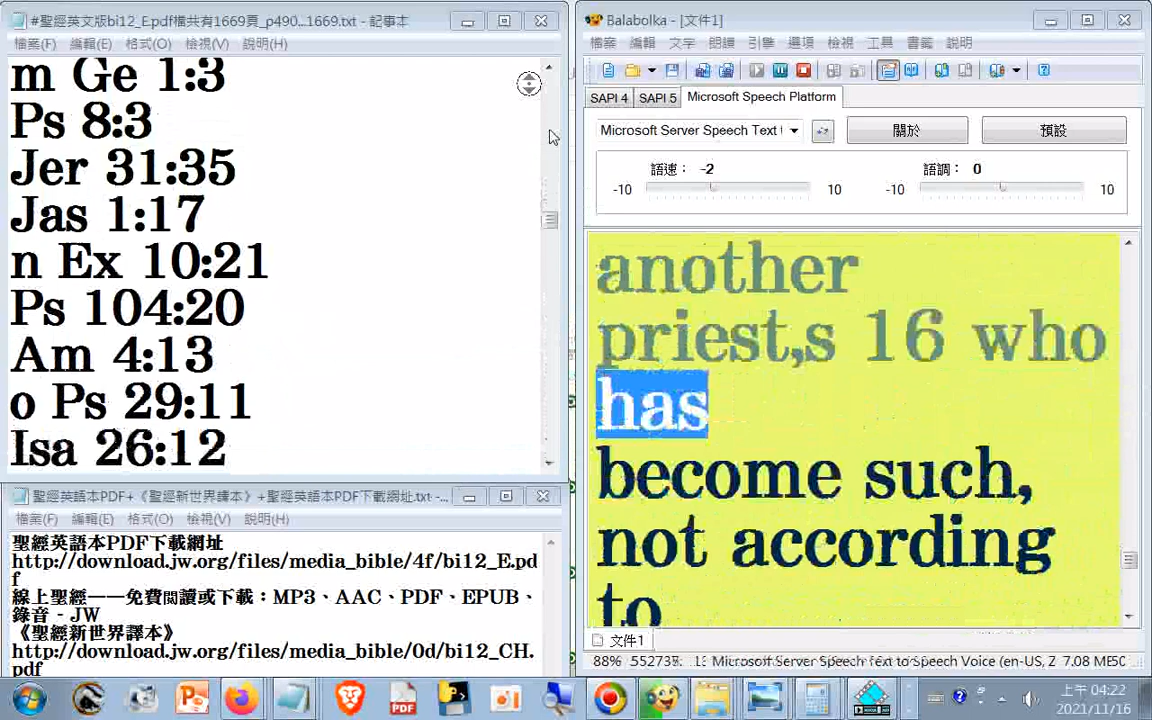 #聖經英文版bi12_E.pdf橫共有1669頁_p490...1669.txt - 記事本
檔案(F) 編輯(E) 格式(O) 檢視(V) 說明(H)
m Ge 1:3
Ps 8:3
Jer 31:35
Jas 1:17
n Ex 10:21
Ps 104:20
Am 4:13
o Ps 29:11
Isa 26:12
聖經英語本PDF+《聖經新世界譯本》+聖經英語本PDF下載網址.txt -...
檔案(F) 編輯(E) 格式(O) 檢視(V) 說明(H)
聖經英語本PDF下載網址
http://download.jw.org/files/media_bible/4f/bi12_E.pd
f
線上聖經——免費閱讀或下載：MP3、AAC、PDF、EPUB、
錄音 - JW
《聖經新世界譯本》
http://download.jw.org/files/media_bible/0d/bi12_CH.
pdf
Balabolka - [文件1]
檔案 編輯 文字 朗讀 引擎 選項 檢視 工具 書籤 說明
SAPI 4 SAPI 5 Microsoft Speech Platform
Microsoft Server Speech Text 關於 預設
語速： -2 語調： 0
-10 10 -10 10
another
priest,s 16 who
has
become such,
not according
to
文件1
88% 552737. Microsoft Server Speech Text to Speech Voice (en-US, Z 7.08 ME50
PDF
上午 04:22
2021/11/16